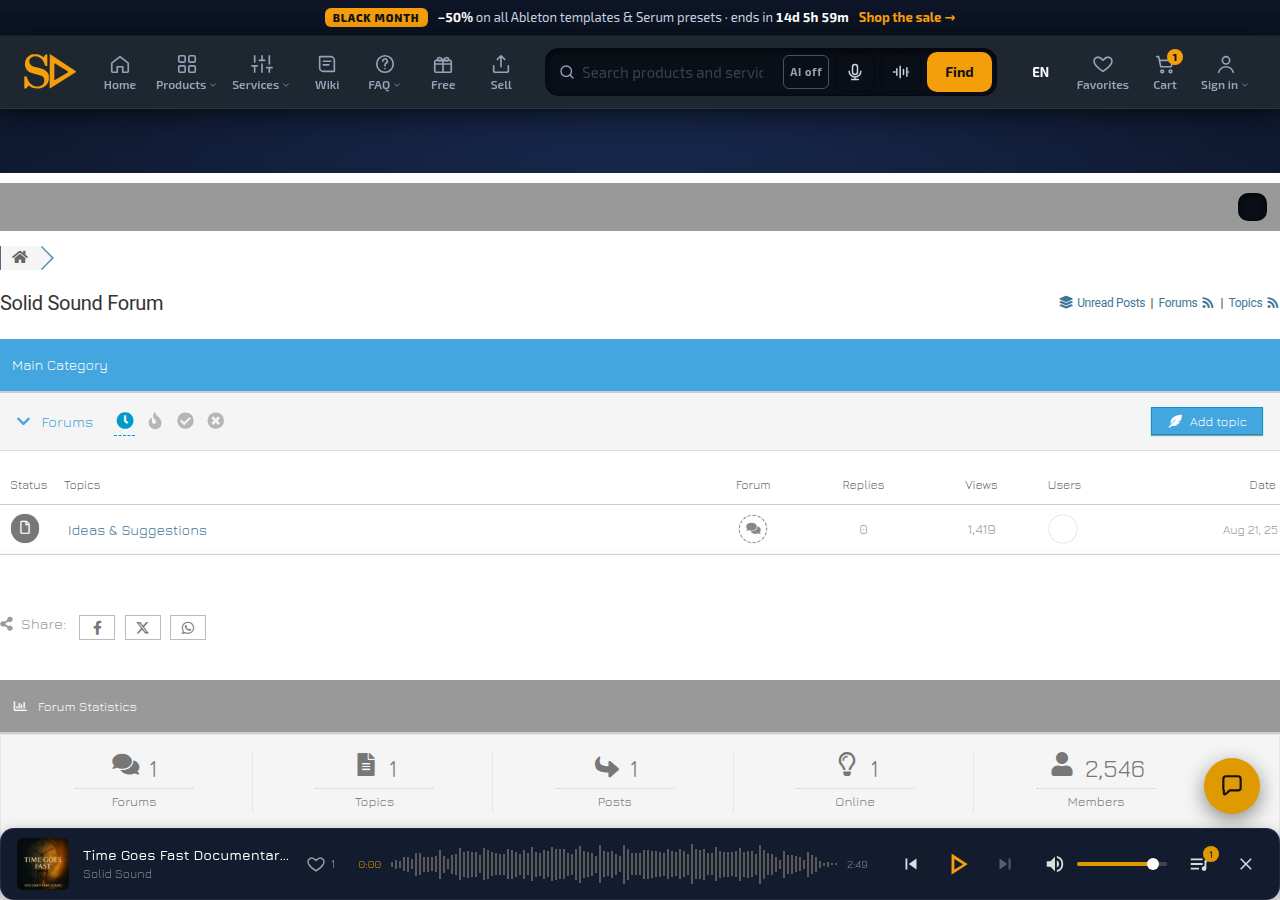 BLACK MONTH −50% on all Ableton templates & Serum presets · ends in 14d 5h 59m Shop the sale →
SD
Home Products Services Wiki FAQ Free Sell
Search products and servic AI off Find
EN Favorites 1 Cart Sign in
Solid Sound Forum
Unread Posts | Forums | Topics
Main Category
Forums
Add topic
Status Topics Forum Replies Views Users Date
Ideas & Suggestions 0 1,419 Aug 21, 25
Share:
Forum Statistics
1 1 1 1 2,546
Forums Topics Posts Online Members
TIME GOES FAST
Time Goes Fast Documentar...
Solid Sound
1 0:00 2:49 1